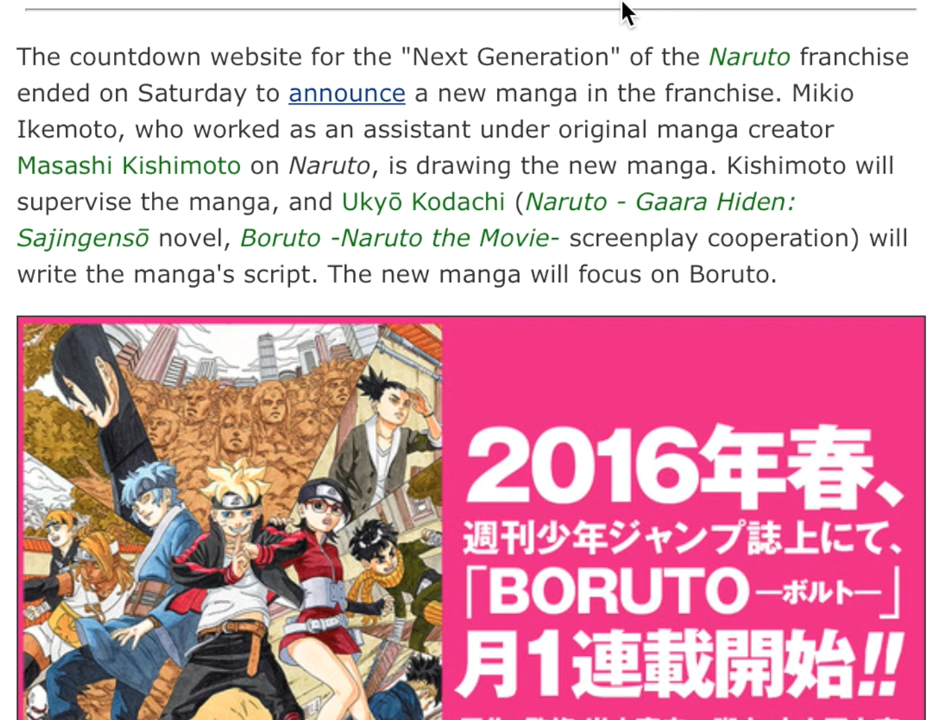 The countdown website for the "Next Generation" of the Naruto franchise
ended on Saturday to announce a new manga in the franchise. Mikio
Ikemoto, who worked as an assistant under original manga creator
Masashi Kishimoto on Naruto, is drawing the new manga. Kishimoto will
supervise the manga, and Ukyō Kodachi (Naruto - Gaara Hiden:
Sajingensō novel, Boruto -Naruto the Movie- screenplay cooperation) will
write the manga's script. The new manga will focus on Boruto.
2016年春、
週刊少年ジャンプ誌上にて、
「BORUTO―ボルト―」
月1連載開始!!